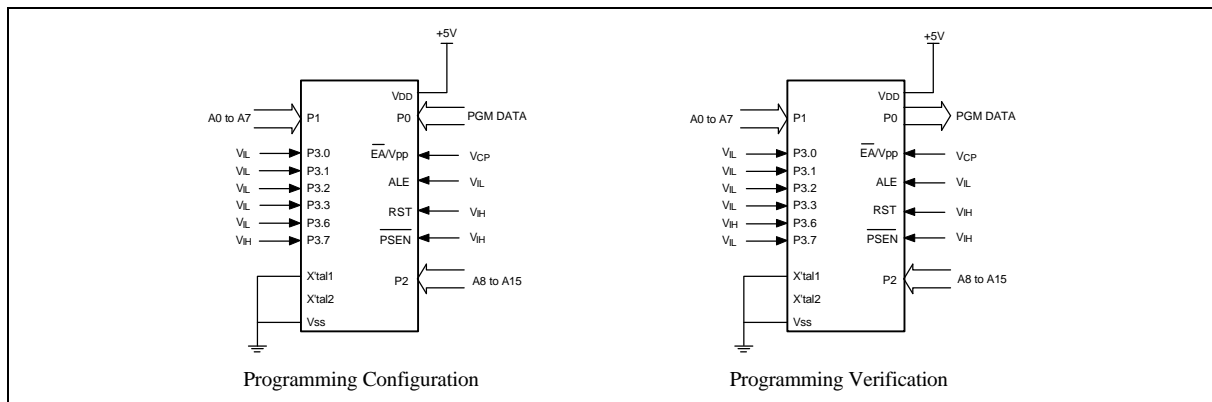 +5V
VDD
A0 to A7
P1
P0
PGM DATA
VIL
P3.0
EA/Vpp
VCP
VIL
P3.1
VIL
P3.2
ALE
VIL
VIL
P3.3
RST
VIH
VIL
P3.6
VIH
P3.7
PSEN
VIH
X'tal1
P2
A8 to A15
X'tal2
Vss
Programming Configuration
+5V
VDD
A0 to A7
P1
P0
PGM DATA
VIL
P3.0
EA/Vpp
VCP
VIL
P3.1
VIL
P3.2
ALE
VIL
VIL
P3.3
RST
VIH
VIH
P3.6
VIL
P3.7
PSEN
VIH
X'tal1
P2
A8 to A15
X'tal2
Vss
Programming Verification